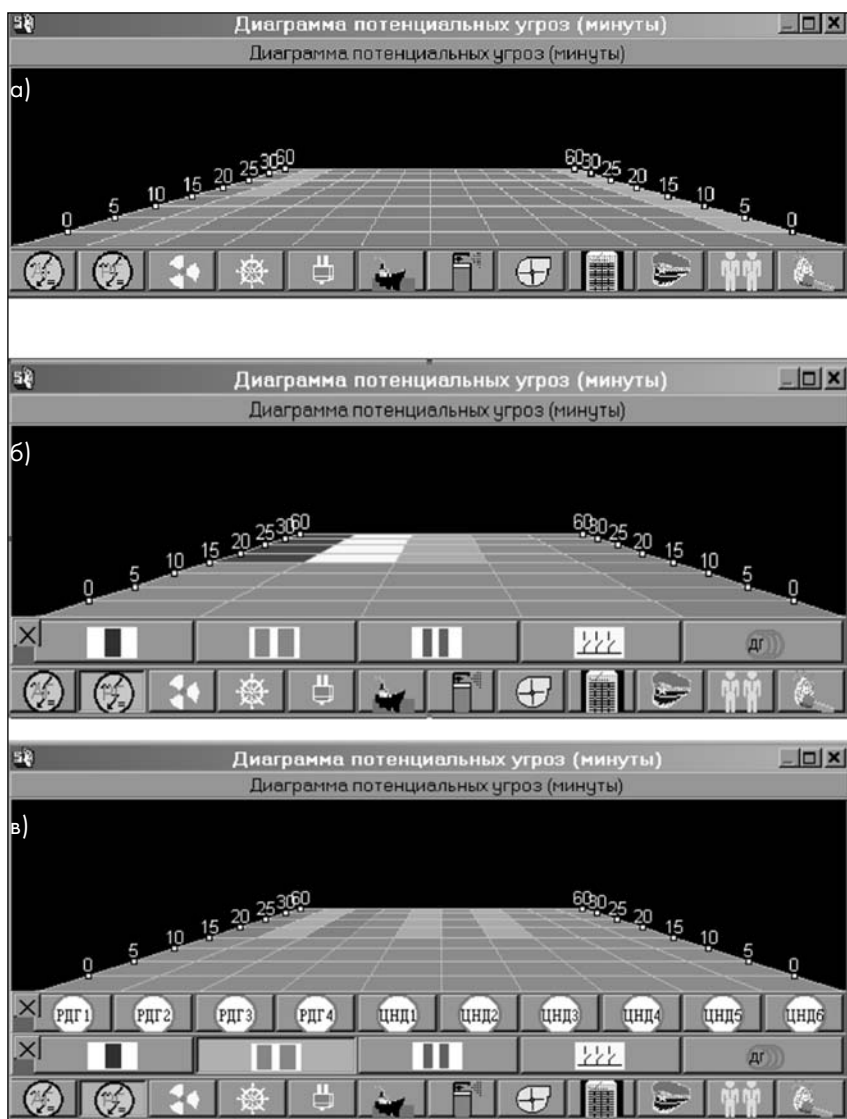 Диаграмма потенциальных угроз (минуты)
Диаграмма потенциальных угроз (минуты)
а)
0 5 10 15 20 25 30 60 60 30 25 20 15 10 5 0
Диаграмма потенциальных угроз (минуты)
Диаграмма потенциальных угроз (минуты)
б)
0 5 10 15 20 25 30 60 60 30 25 20 15 10 5 0
ДГ
Диаграмма потенциальных угроз (минуты)
Диаграмма потенциальных угроз (минуты)
в)
0 5 10 15 20 25 30 60 60 30 25 20 15 10 5 0
РДГ1 РДГ2 РДГ3 РДГ4 ЦНД1 ЦНД2 ЦНД3 ЦНД4 ЦНД5 ЦНД6
ДГ